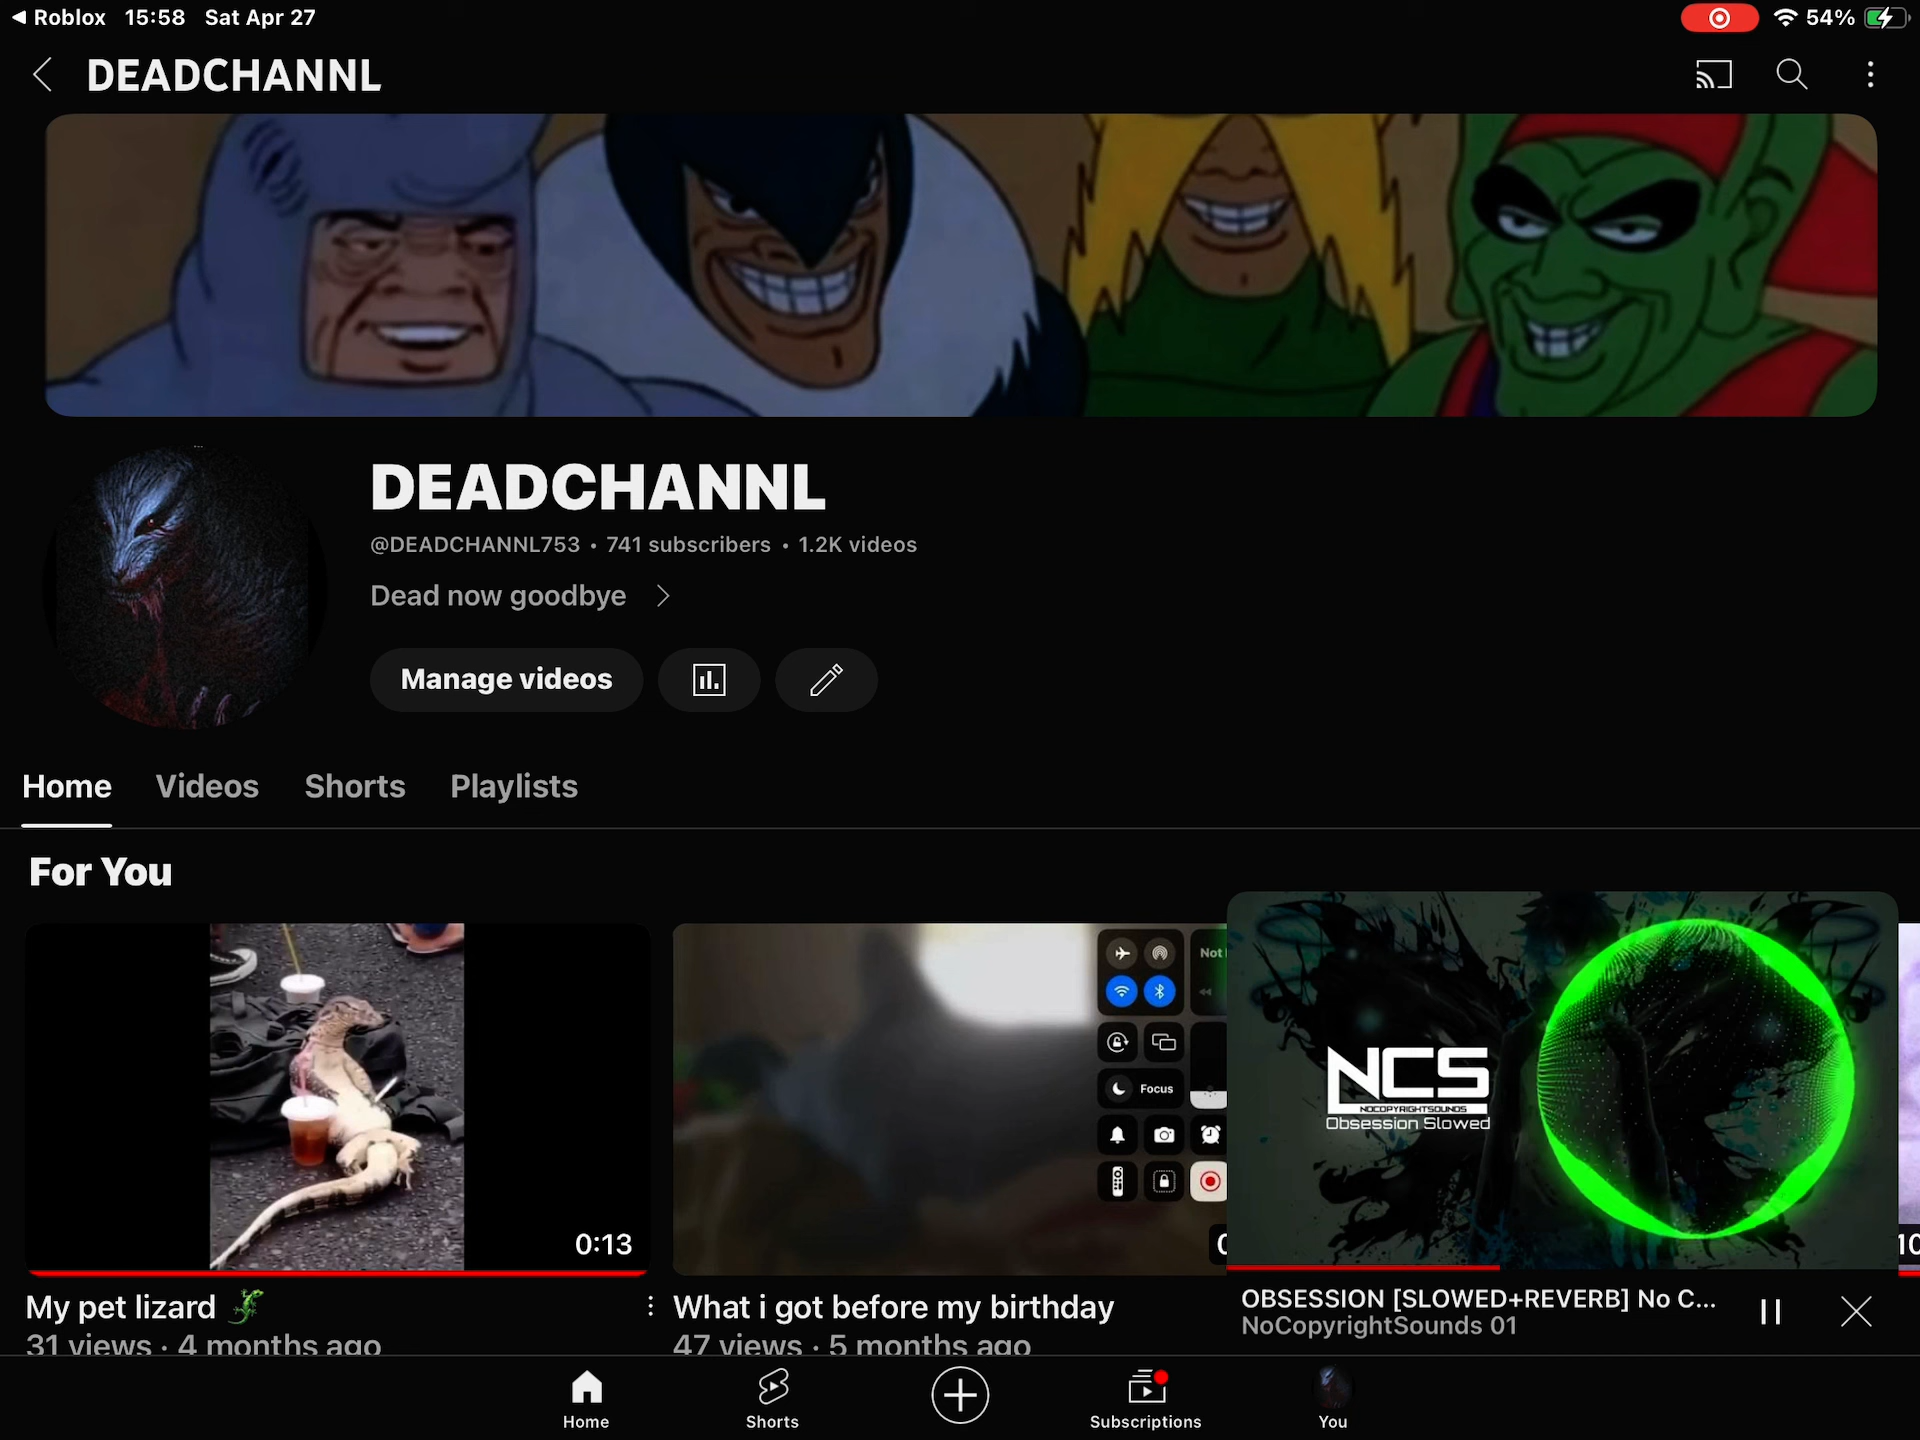 Roblox 15:58 Sat Apr 27 54%
DEADCHANNL
DEADCHANNL
@DEADCHANNL753 • 741 subscribers • 1.2K videos
Dead now goodbye
Manage videos
Home Videos Shorts Playlists
For You
Not
Focus
NCS
NOCOPYRIGHTSOUNDS
Obsession Slowed
0:13
10
My pet lizard 🦎
31 views · 4 months ago
What i got before my birthday
47 views · 5 months ago
OBSESSION [SLOWED+REVERB] No C...
NoCopyrightSounds 01
Home Shorts Subscriptions You